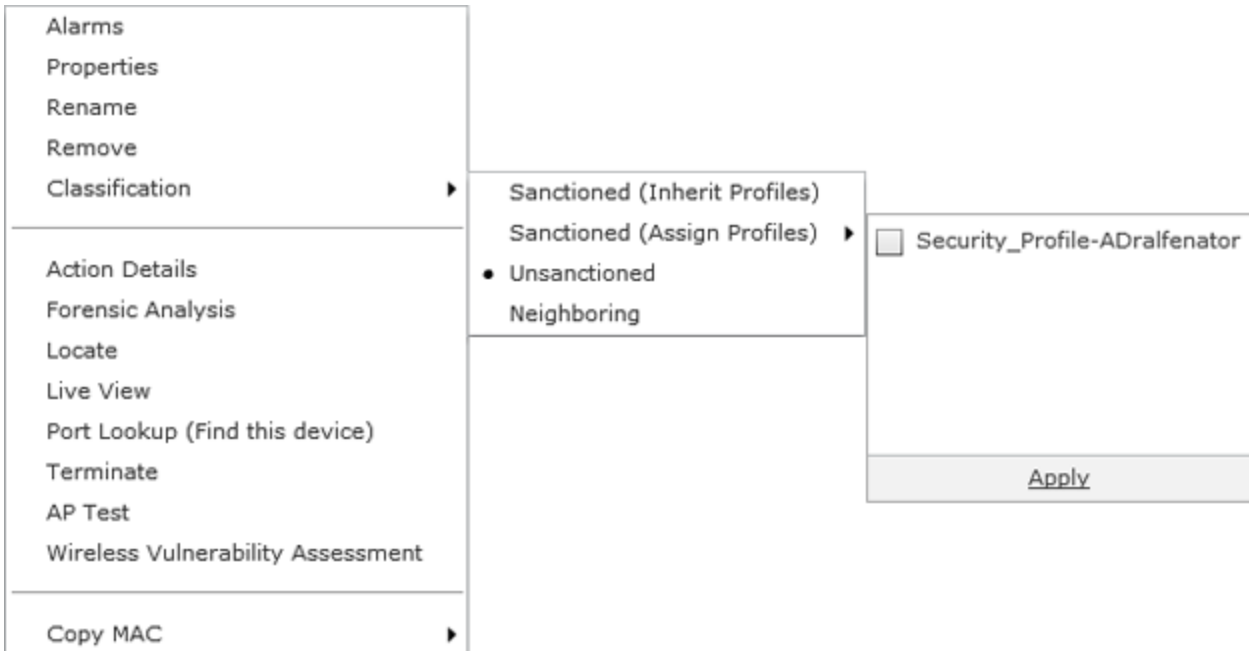 Alarms
Properties
Rename
Remove
Classification
Sanctioned (Inherit Profiles)
Sanctioned (Assign Profiles)
Unsanctioned
Neighboring
Security_Profile-ADralfenator
Apply
Action Details
Forensic Analysis
Locate
Live View
Port Lookup (Find this device)
Terminate
AP Test
Wireless Vulnerability Assessment
Copy MAC